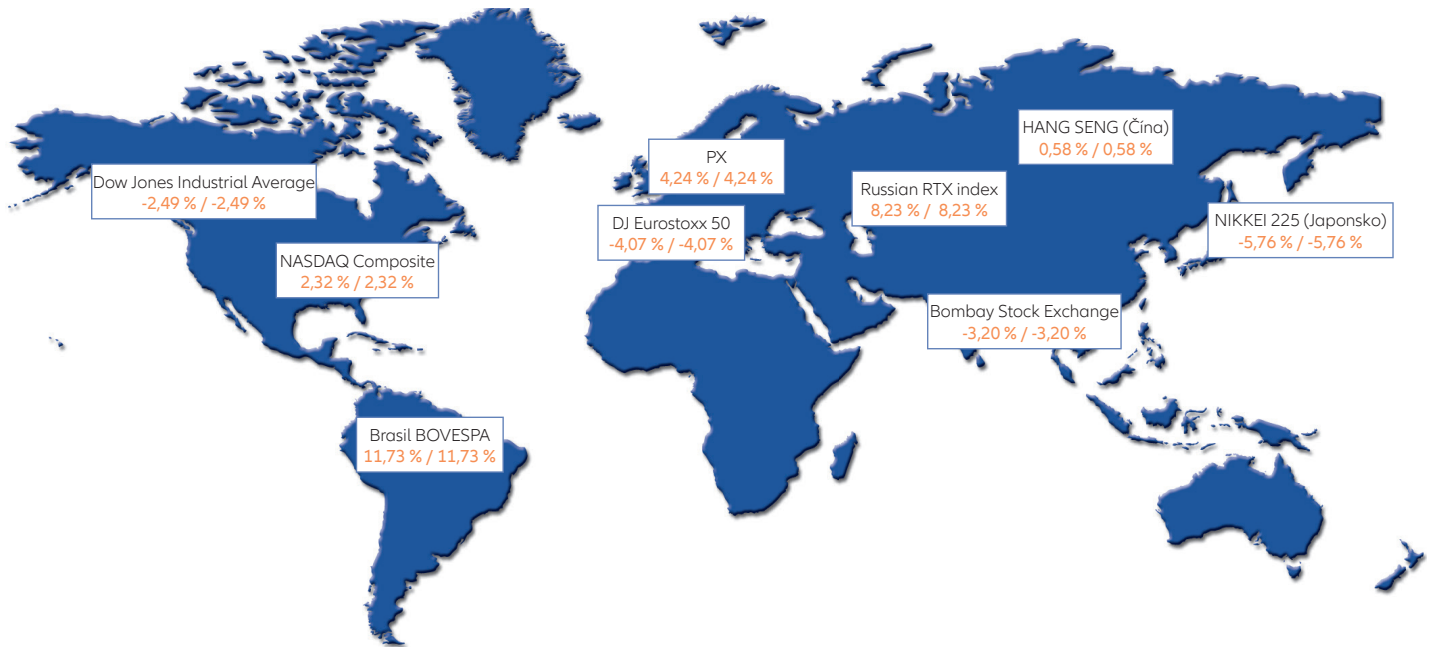 HANG SENG (Čína)
0,58 % / 0,58 %
PX
4,24 % / 4,24 %
Dow Jones Industrial Average
-2,49 % / -2,49 %
Russian RTX index
8,23 % / 8,23 %
DJ Eurostoxx 50
-4,07 % / -4,07 %
NIKKEI 225 (Japonsko)
-5,76 % / -5,76 %
NASDAQ Composite
2,32 % / 2,32 %
Bombay Stock Exchange
-3,20 % / -3,20 %
Brasil BOVESPA
11,73 % / 11,73 %